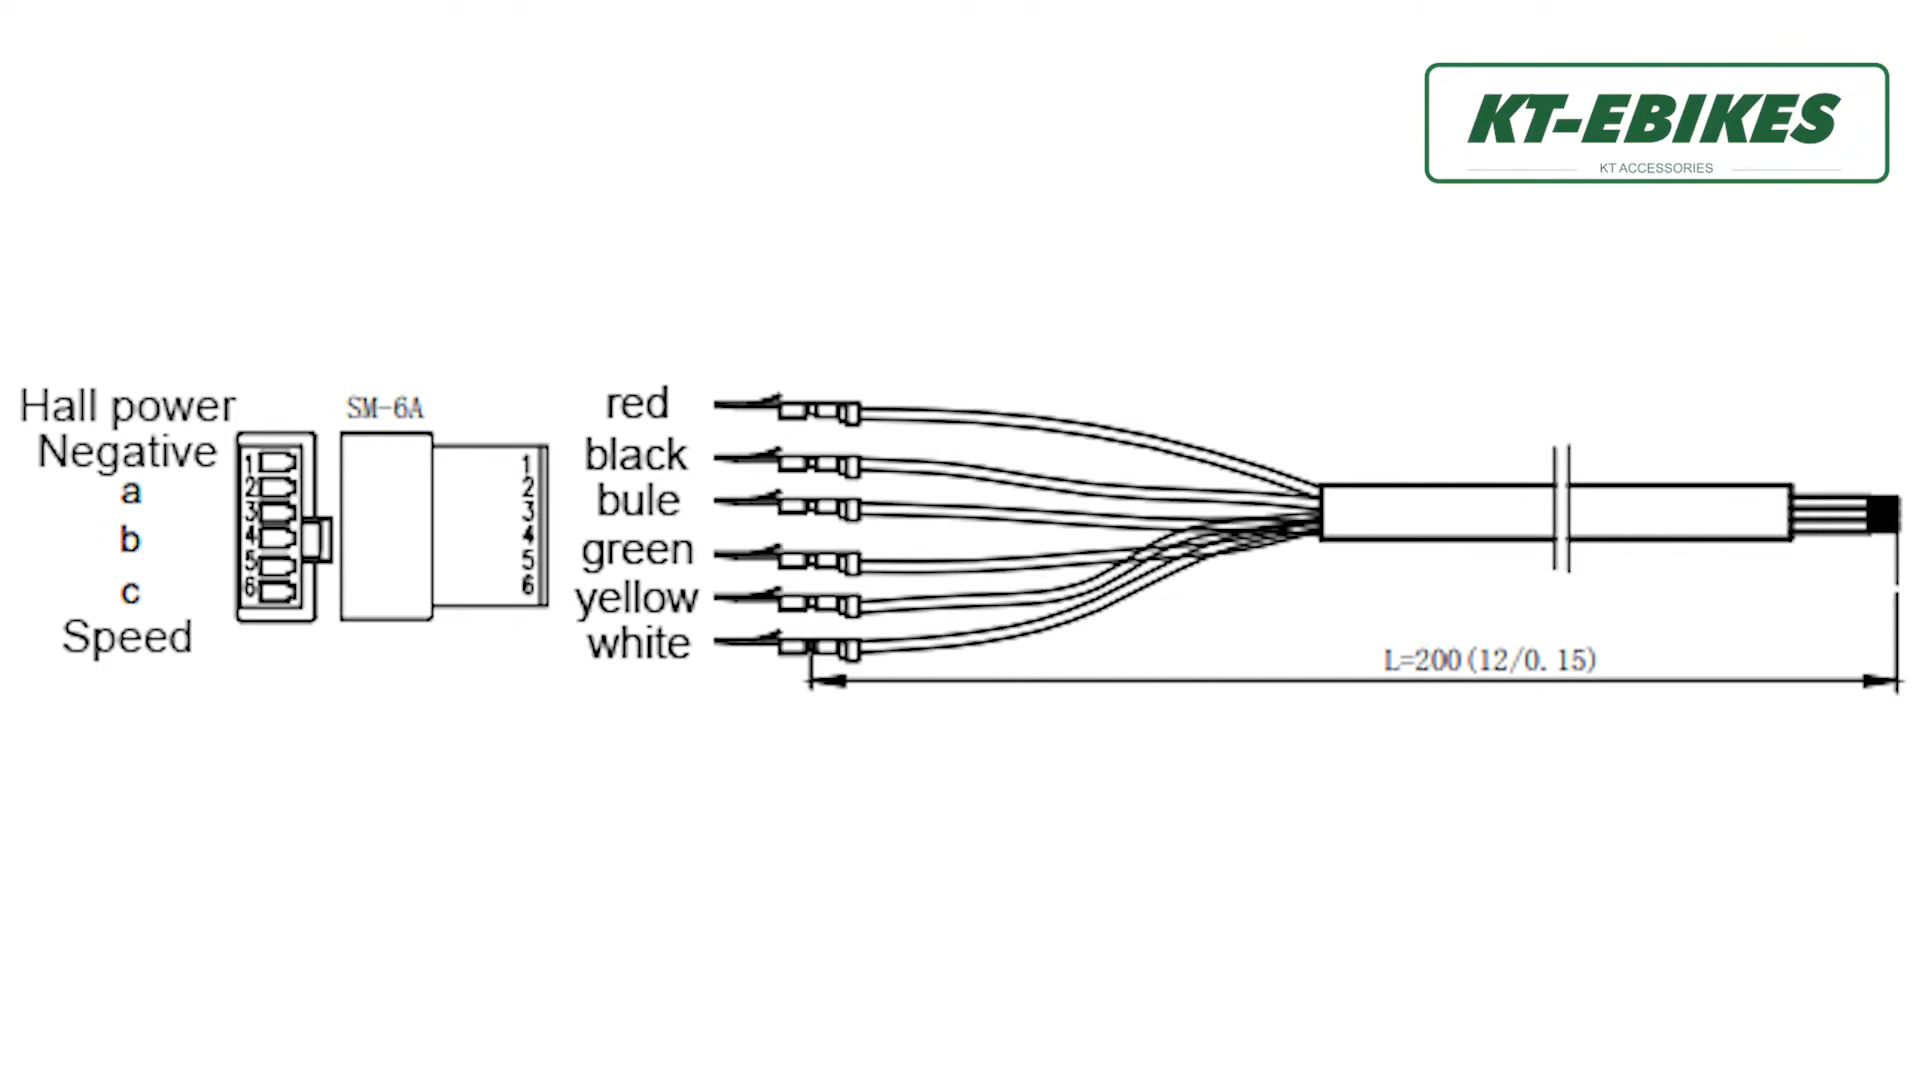 KT-EBIKES
KT ACCESSORIES
Hall power
Negative
a
b
c
Speed
1
2
3
4
5
6
SM-6A
1
2
3
4
5
6
red
black
bule
green
yellow
white
L=200(12/0.15)